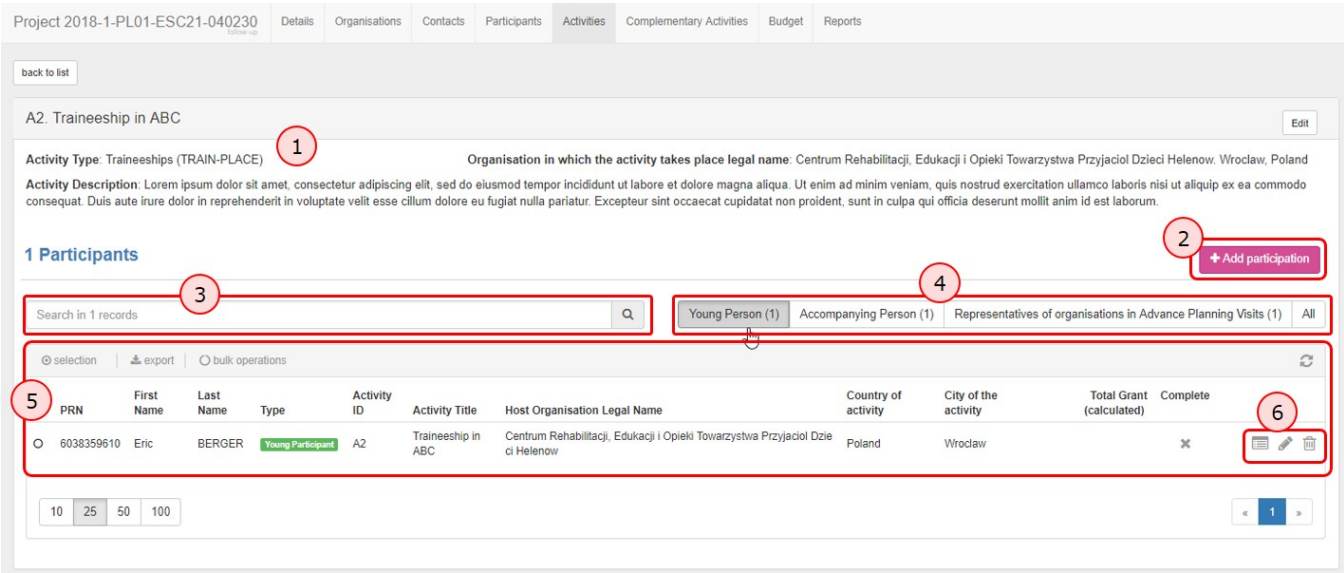 Project 2018-1-PL01-ESC21-040230 Details Organisations Contacts Participants Activities Complementary Activities Budget Reports
follow-up
back to list
A2. Traineeship in ABC
Edit
1
Activity Type: Traineeships (TRAIN-PLACE) Organisation in which the activity takes place legal name: Centrum Rehabilitacji, Edukacji i Opieki Towarzystwa Przyjaciol Dzieci Helenow. Wroclaw, Poland
Activity Description: Lorem ipsum dolor sit amet, consectetur adipiscing elit, sed do eiusmod tempor incididunt ut labore et dolore magna aliqua. Ut enim ad minim veniam, quis nostrud exercitation ullamco laboris nisi ut aliquip ex ea commodo
consequat. Duis aute irure dolor in reprehenderit in voluptate velit esse cillum dolore eu fugiat nulla pariatur. Excepteur sint occaecat cupidatat non proident, sunt in culpa qui officia deserunt mollit anim id est laborum.
2
1 Participants
+ Add participation
3
4
Search in 1 records
Young Person (1) Accompanying Person (1) Representatives of organisations in Advance Planning Visits (1) All
selection export bulk operations
5
PRN First Name Last Name Type Activity ID Activity Title Host Organisation Legal Name Country of activity City of the activity Total Grant (calculated) Complete
6
6038359610 Eric BERGER Young Participant A2 Traineeship in ABC Centrum Rehabilitacji, Edukacji i Opieki Towarzystwa Przyjaciol Dzie
ci Helenow Poland Wroclaw
10 25 50 100
« 1 »